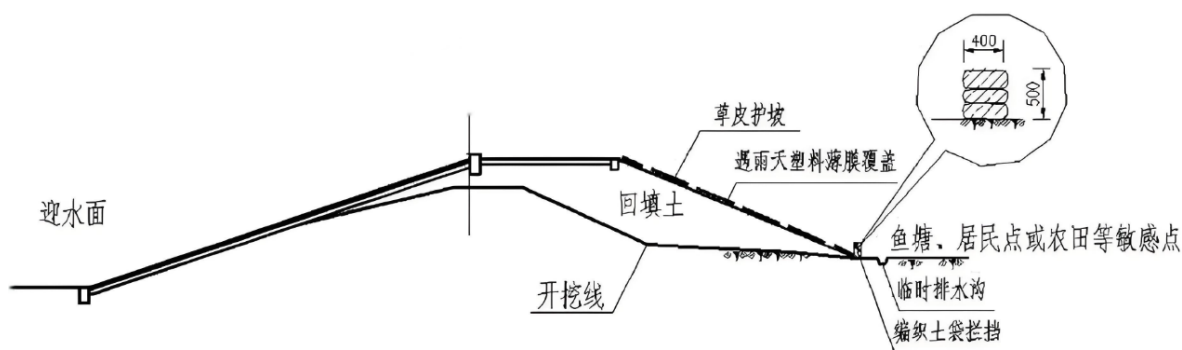 400
500
草皮护坡
遇雨天塑料薄膜覆盖
迎水面
回填土
鱼塘、居民点或农田等敏感点
开挖线
临时排水沟
编织土袋拦挡